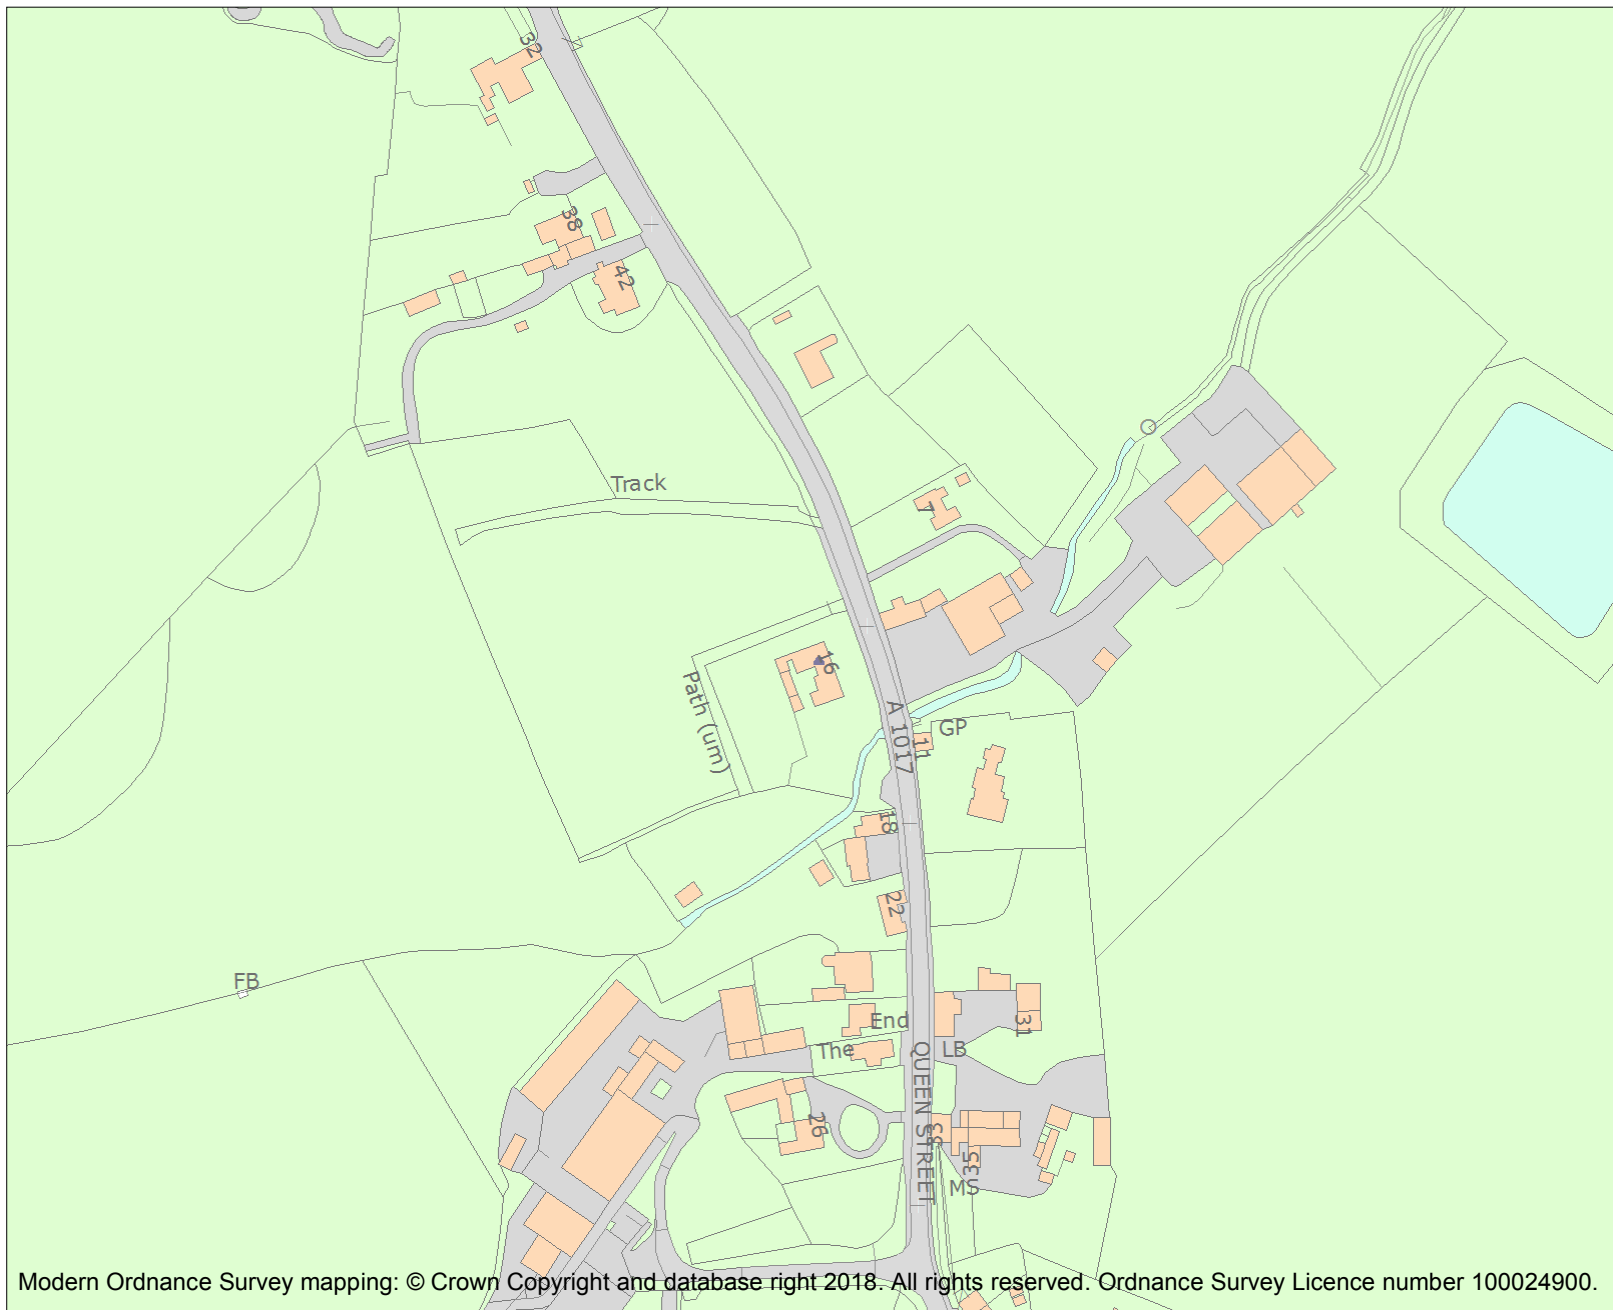 32
38
42
Track
7
16
Path (um)
A 1017
GP
11
18
22
FB
End
31
The
LB
QUEEN STREET
26
33
35
MS
Modern Ordnance Survey mapping: © Crown Copyright and database right 2018. All rights reserved. Ordnance Survey Licence number 100024900.